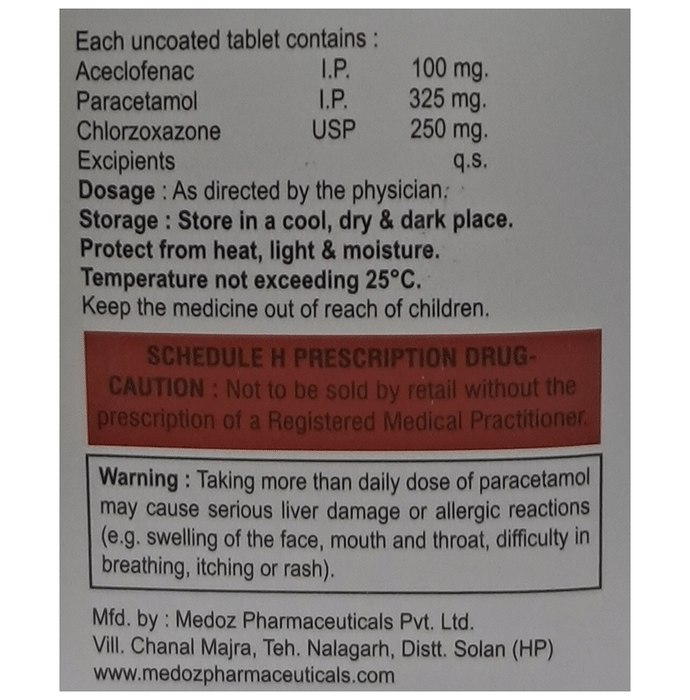 Each uncoated tablet contains :
Aceclofenac I.P. 100 mg.
Paracetamol I.P. 325 mg.
Chlorzoxazone USP 250 mg.
Excipients q.s.
Dosage : As directed by the physician.
Storage : Store in a cool, dry & dark place.
Protect from heat, light & moisture.
Temperature not exceeding 25°C.
Keep the medicine out of reach of children.
SCHEDULE H PRESCRIPTION DRUG-
CAUTION : Not to be sold by retail without the
prescription of a Registered Medical Practitioner.
Warning : Taking more than daily dose of paracetamol
may cause serious liver damage or allergic reactions
(e.g. swelling of the face, mouth and throat, difficulty in
breathing, itching or rash).
Mfd. by : Medoz Pharmaceuticals Pvt. Ltd.
Vill. Chanal Majra, Teh. Nalagarh, Distt. Solan (HP)
www.medozpharmaceuticals.com